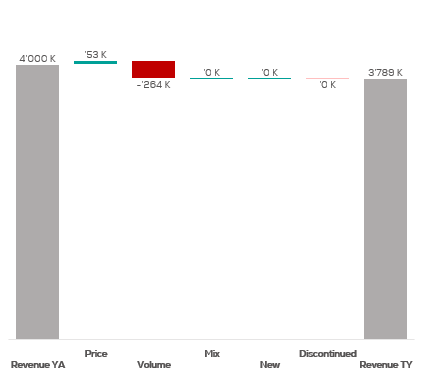 4'000 K
'53 K
-'264 K
'0 K
'0 K
'0 K
3'789 K
Revenue YA
Price
Volume
Mix
New
Discontinued
Revenue TY